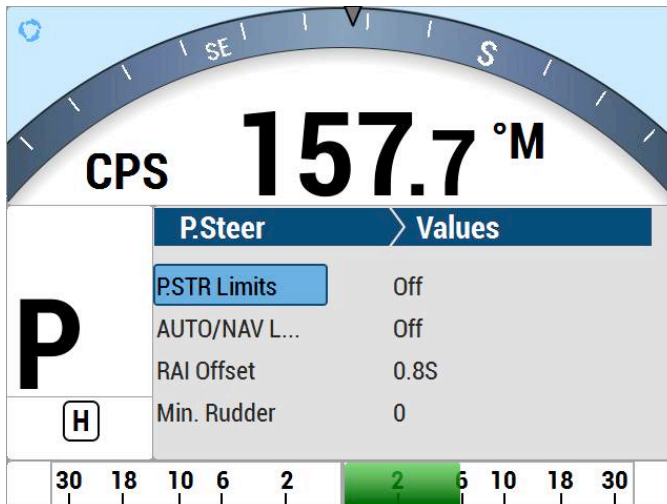 SE
S
CPS 157.7 °M
P.Steer Values
P.STR Limits Off
AUTO/NAV L... Off
RAI Offset 0.8S
P
Min. Rudder 0
H
30 18 10 6 2 2 6 10 18 30